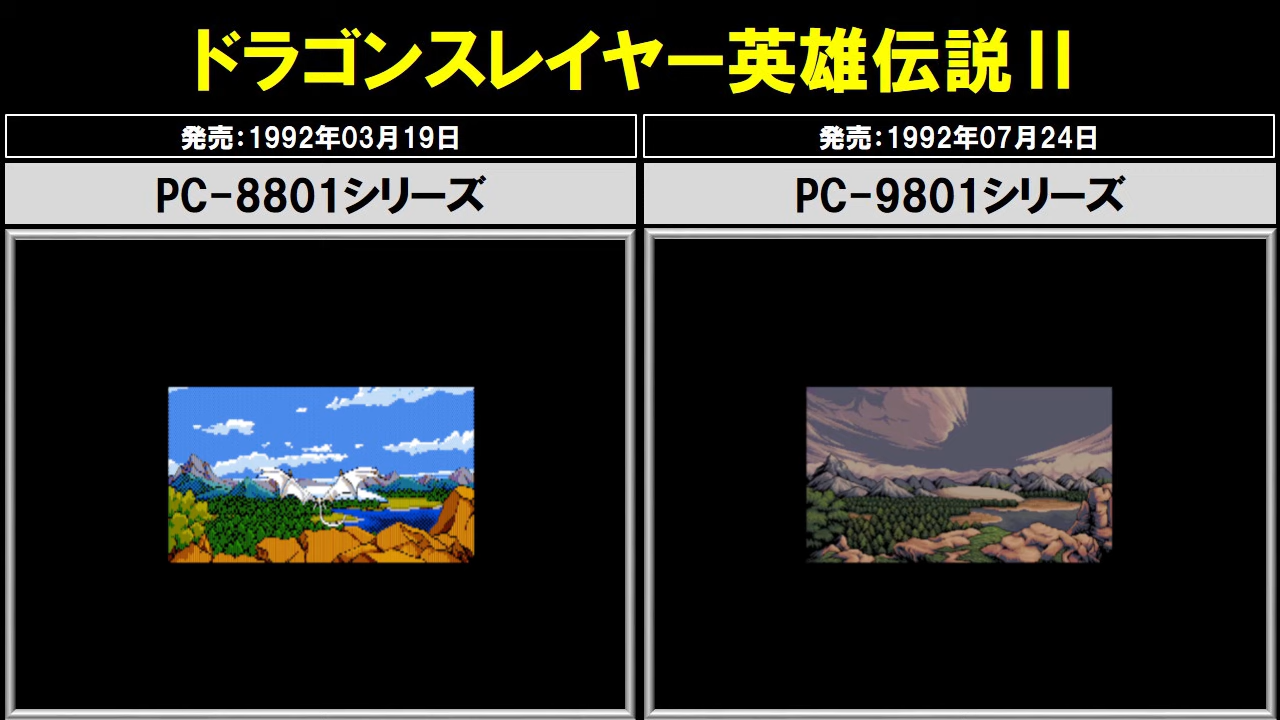 ドラゴンスレイヤー英雄伝説Ⅱ
発売:1992年03月19日
PC-8801シリーズ
発売:1992年07月24日
PC-9801シリーズ